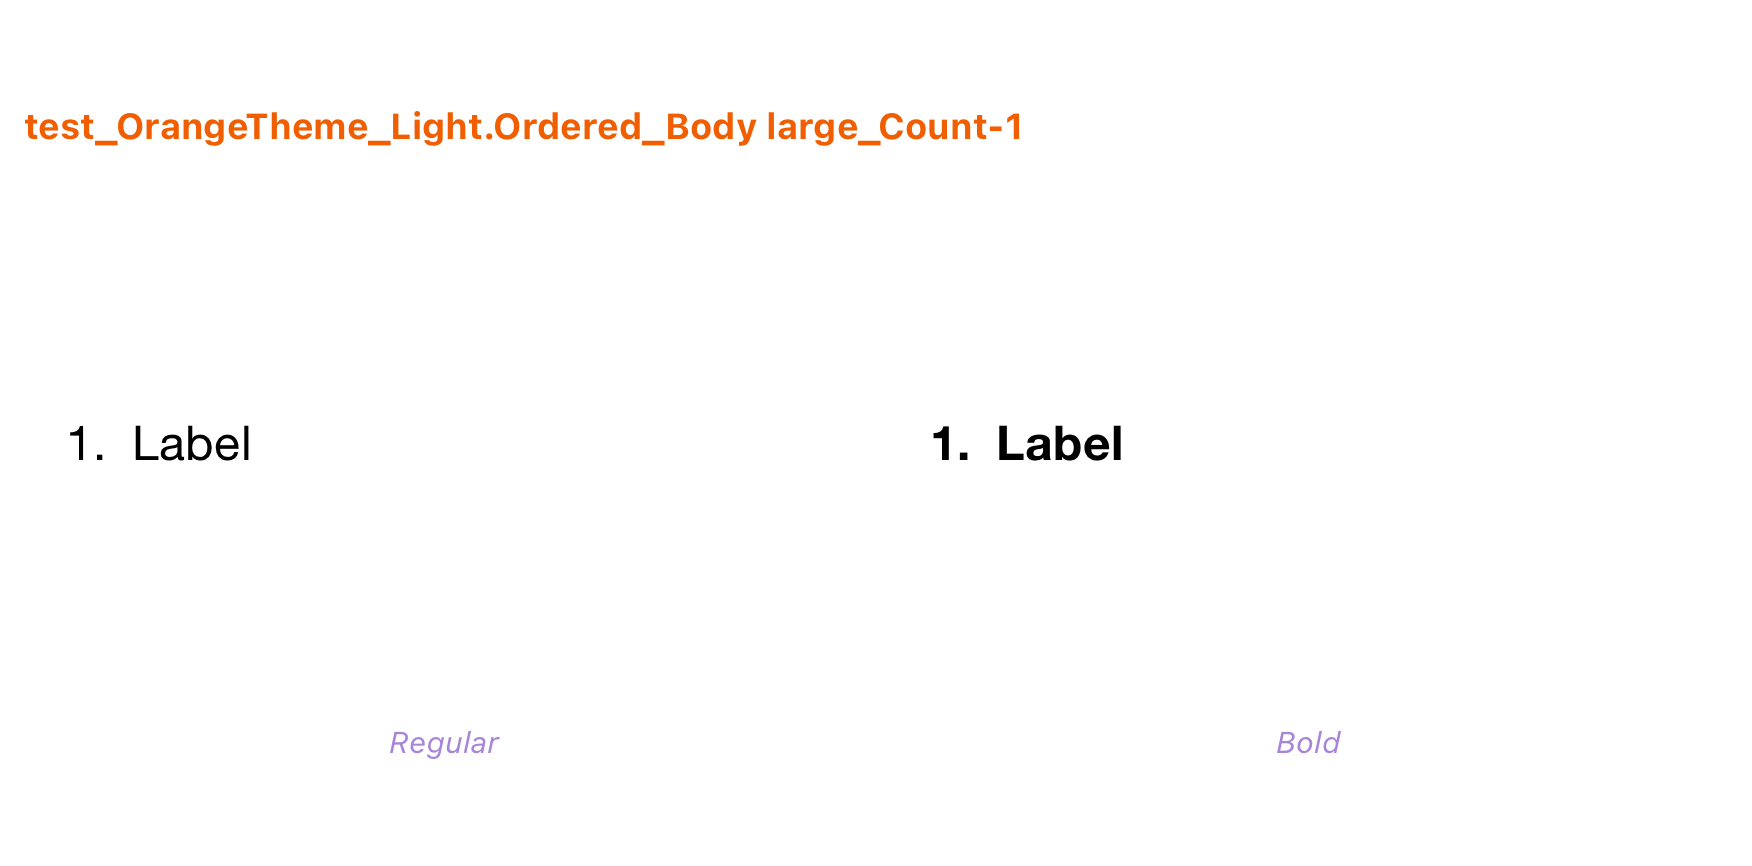 test_OrangeTheme_Light.Ordered_Body large_Count-1
1. Label
1. Label
Regular
Bold